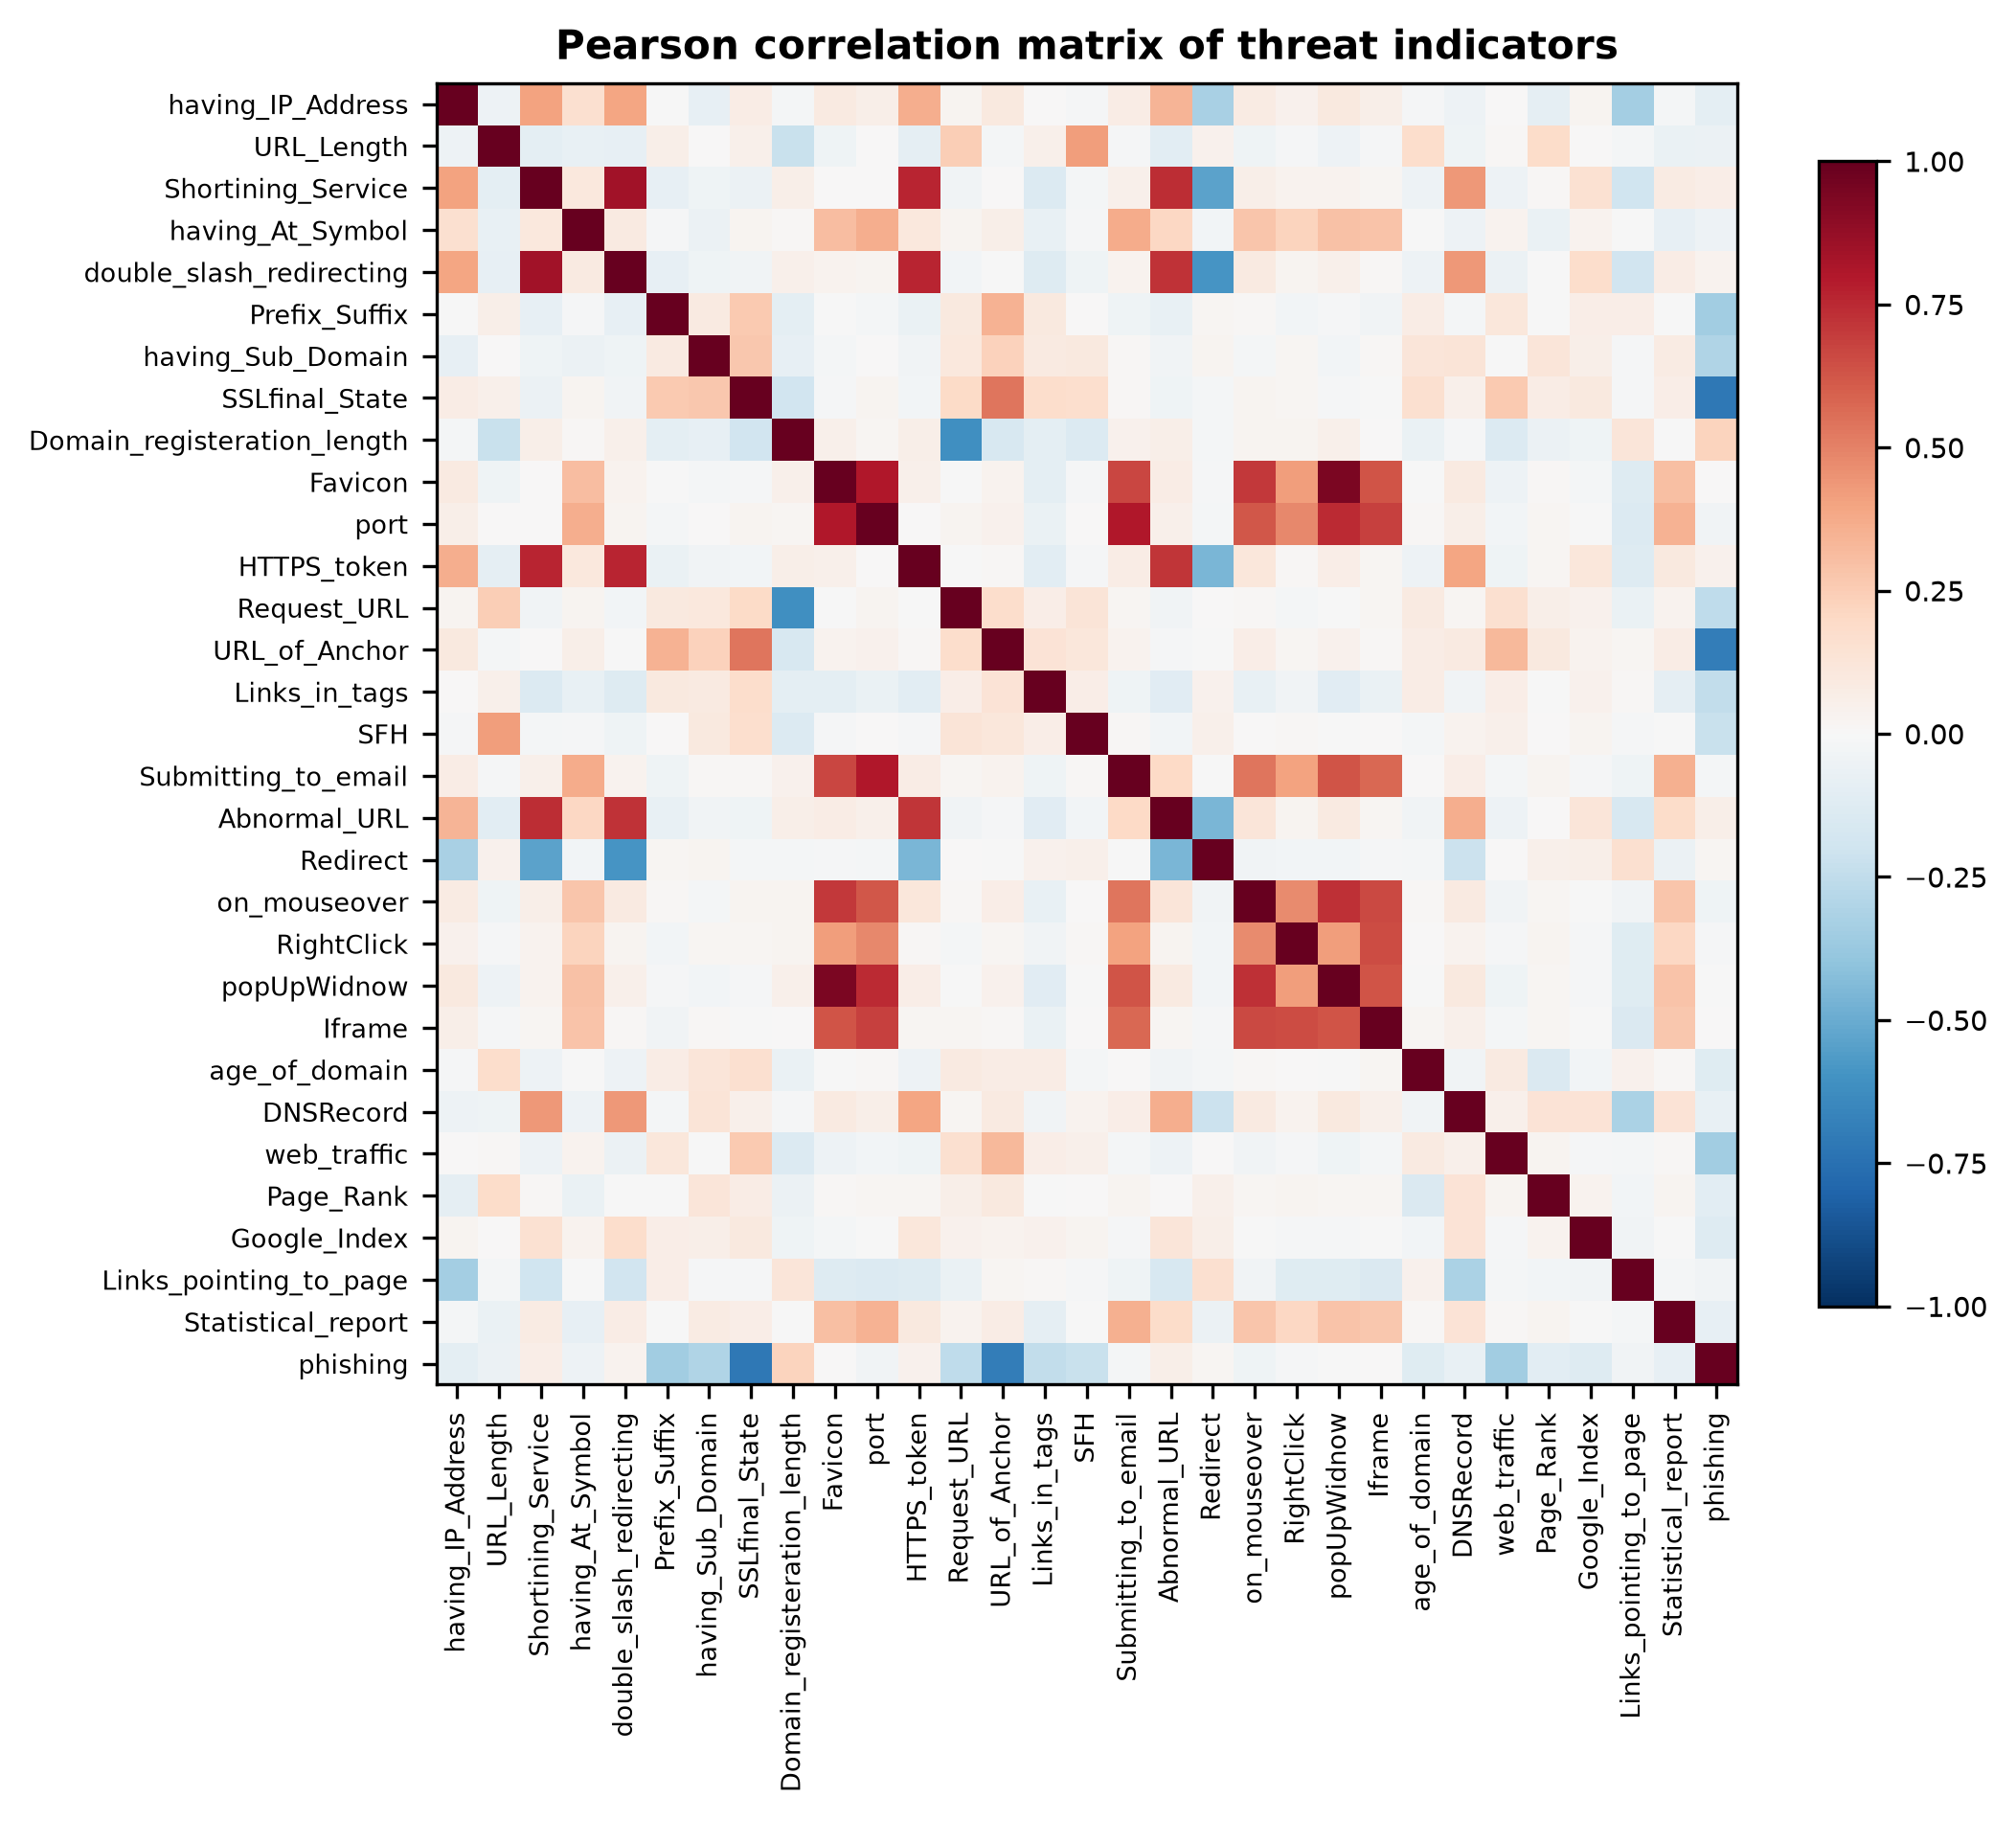 Pearson correlation matrix of threat indicators
having_IP_Address
URL_Length
Shortining_Service
having_At_Symbol
double_slash_redirecting
Prefix_Suffix
having_Sub_Domain
SSLfinal_State
Domain_registeration_length
Favicon
port
HTTPS_token
Request_URL
URL_of_Anchor
Links_in_tags
SFH
Submitting_to_email
Abnormal_URL
Redirect
on_mouseover
RightClick
popUpWidnow
Iframe
age_of_domain
DNSRecord
web_traffic
Page_Rank
Google_Index
Links_pointing_to_page
Statistical_report
phishing
having_IP_Address
URL_Length
Shortining_Service
having_At_Symbol
double_slash_redirecting
Prefix_Suffix
having_Sub_Domain
SSLfinal_State
Domain_registeration_length
Favicon
port
HTTPS_token
Request_URL
URL_of_Anchor
Links_in_tags
SFH
Submitting_to_email
Abnormal_URL
Redirect
on_mouseover
RightClick
popUpWidnow
Iframe
age_of_domain
DNSRecord
web_traffic
Page_Rank
Google_Index
Links_pointing_to_page
Statistical_report
phishing
1.00
0.75
0.50
0.25
0.00
−0.25
−0.50
−0.75
−1.00